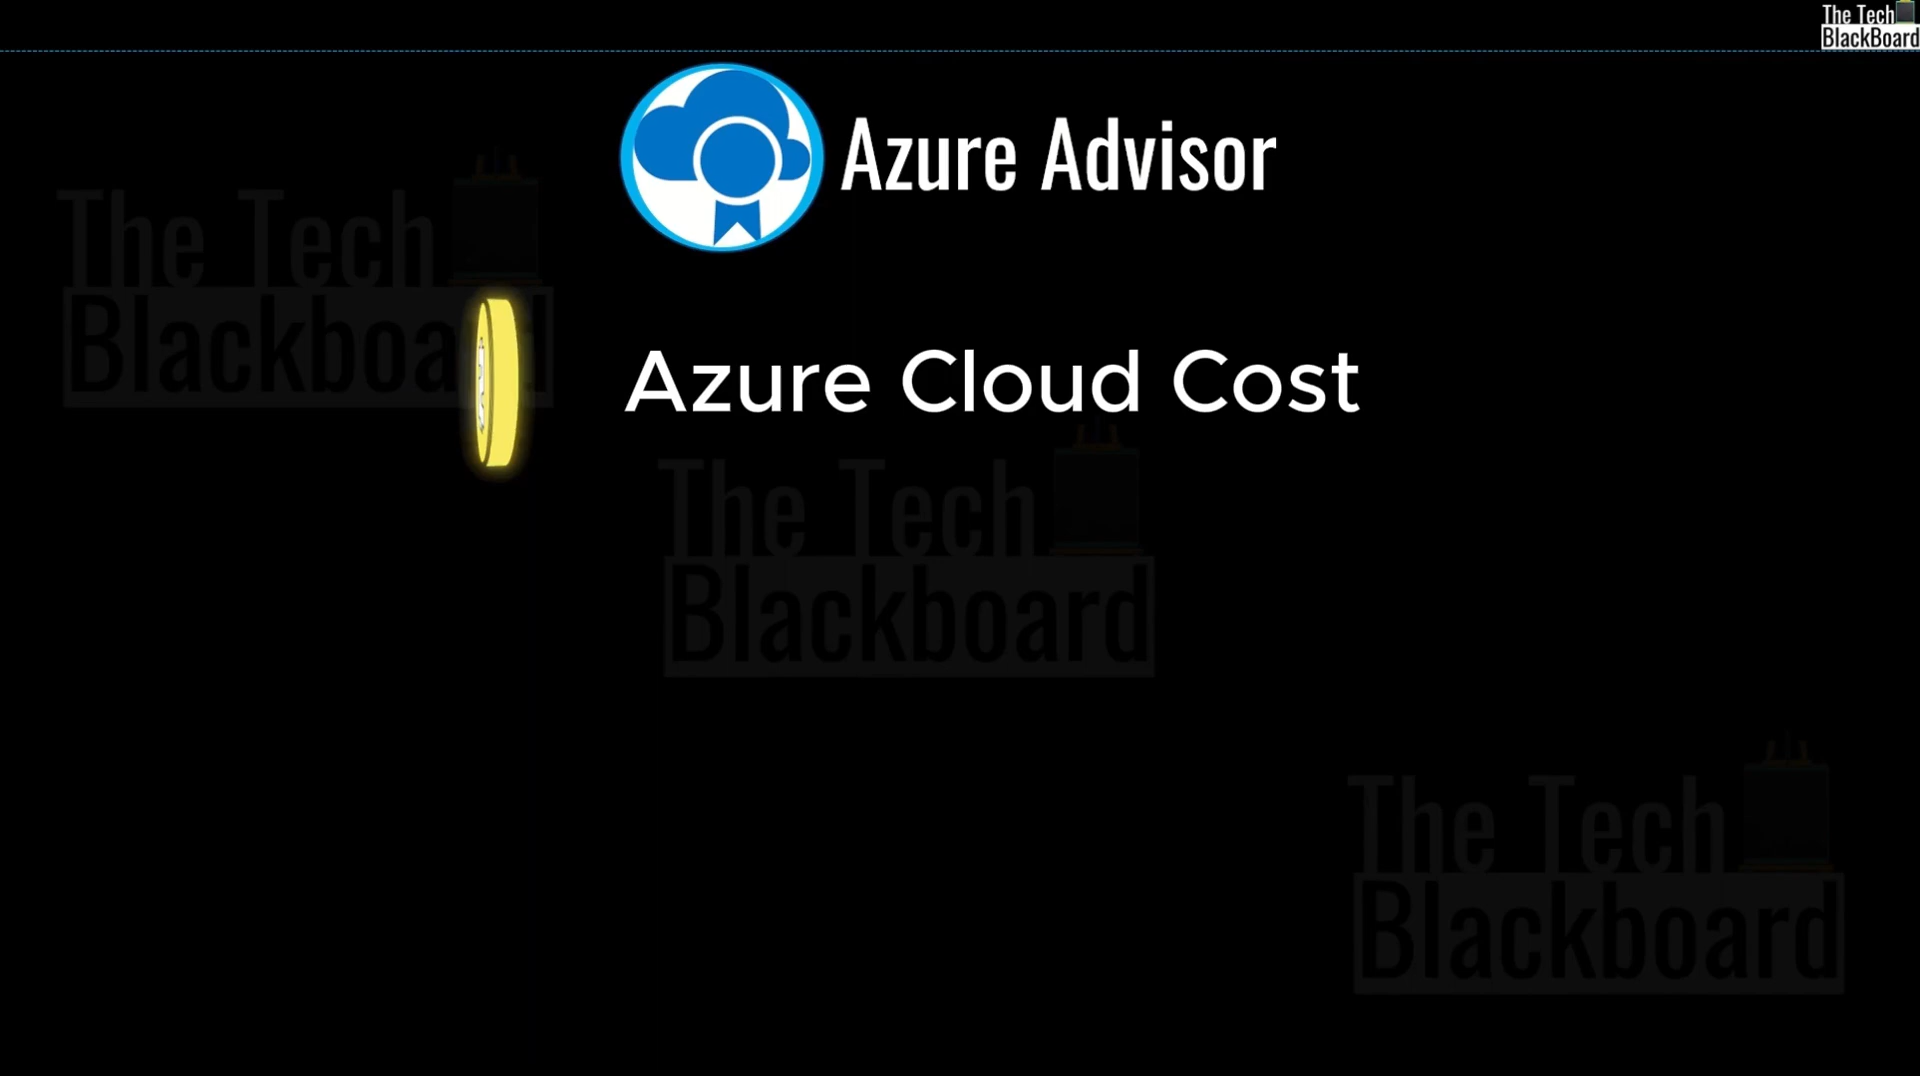 The Tech
BlackBoard
Azure Advisor
The Tech
Blackboard
Azure Cloud Cost
The Tech
Blackboard
The Tech
Blackboard